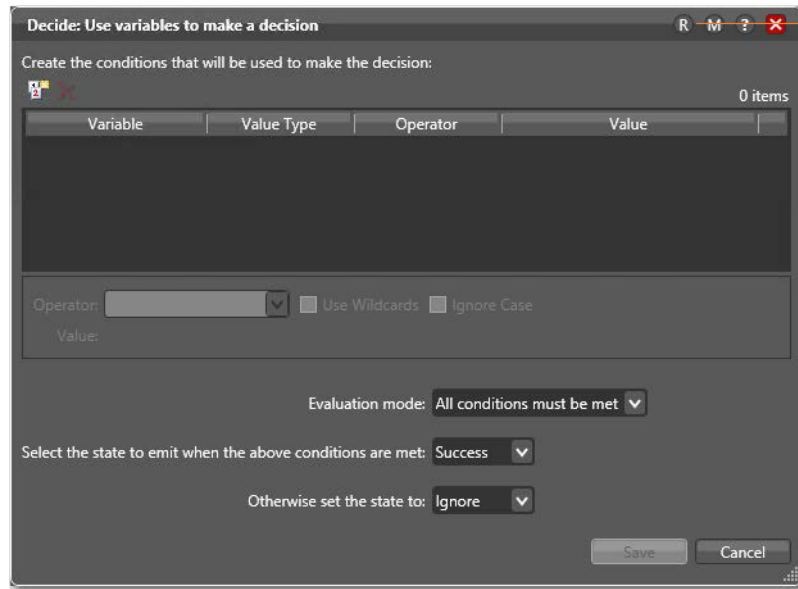 Decide: Use variables to make a decision R M ? X
Create the conditions that will be used to make the decision:
0 items
Variable Value Type Operator Value
Operator: Use Wildcards Ignore Case
Value:
Evaluation mode: All conditions must be met
Select the state to emit when the above conditions are met: Success
Otherwise set the state to: Ignore
Save Cancel